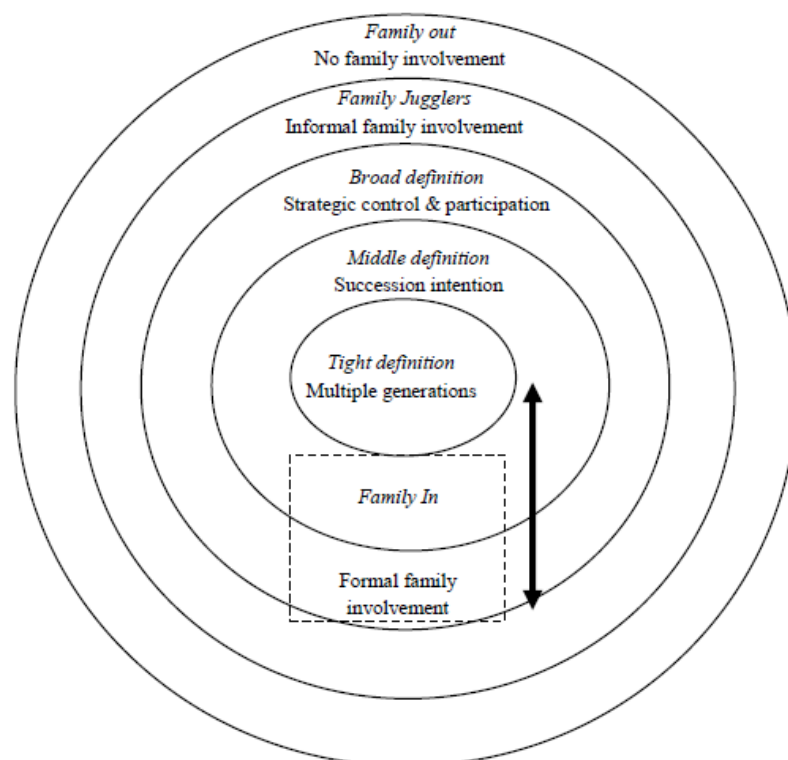 Family out
No family involvement
Family Jugglers
Informal family involvement
Broad definition
Strategic control & participation
Middle definition
Succession intention
Tight definition
Multiple generations
Family In
Formal family
involvement